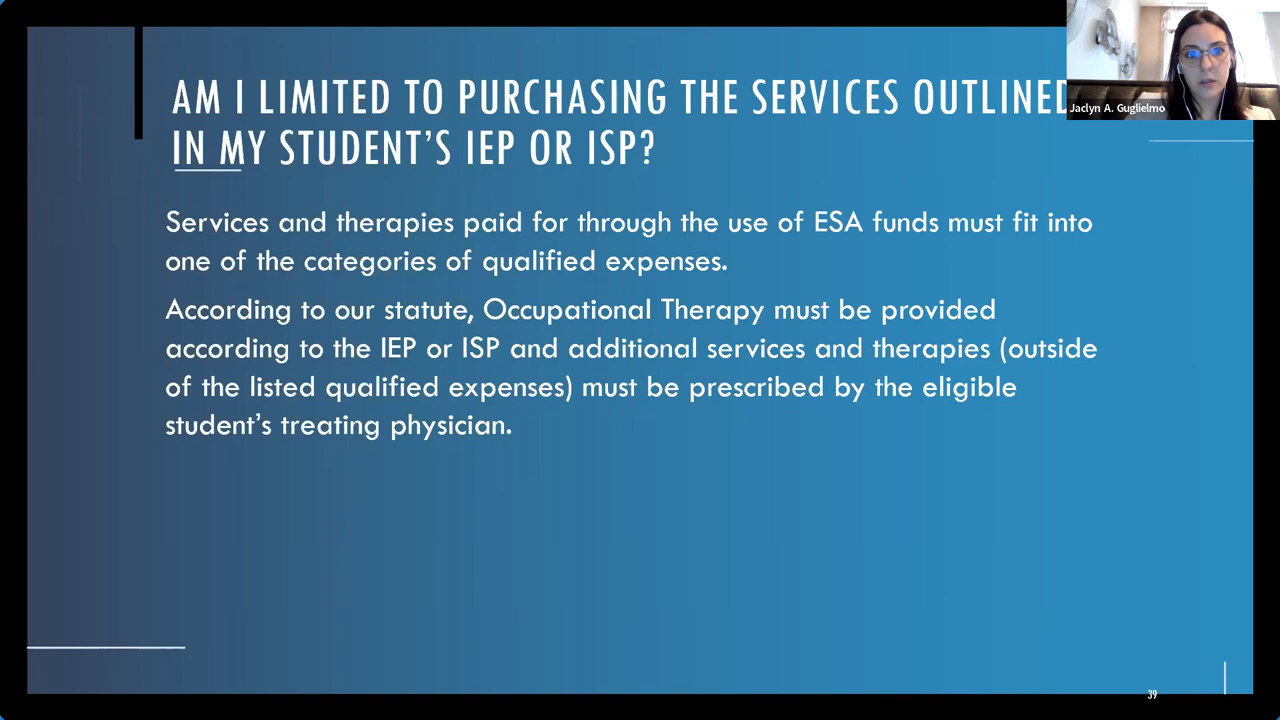 AM I LIMITED TO PURCHASING THE SERVICES OUTLINED
IN MY STUDENT'S IEP OR ISP?
Jaclyn A. Guglielmo
Services and therapies paid for through the use of ESA funds must fit into
one of the categories of qualified expenses.
According to our statute, Occupational Therapy must be provided
according to the IEP or ISP and additional services and therapies (outside
of the listed qualified expenses) must be prescribed by the eligible
student's treating physician.
39